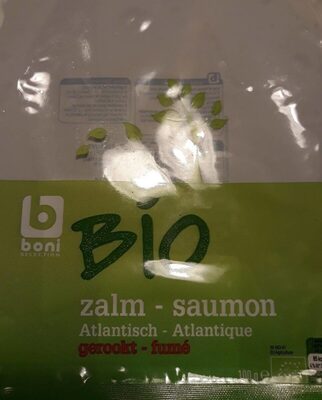 b
boni
SELECTION
BIO
zalm - saumon
Atlantisch - Atlantique
gerookt - fumé
100 g